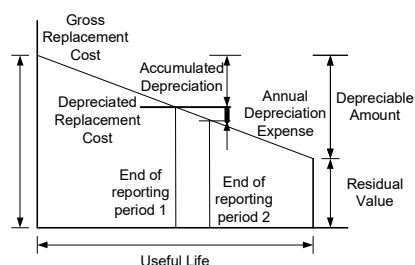 Gross
Replacement
Cost
Accumulated
Depreciation
Depreciated
Replacement
Cost
Annual
Depreciation
Expense
Depreciable
Amount
End of
reporting
period 1
End of
reporting
period 2
Residual
Value
Useful Life